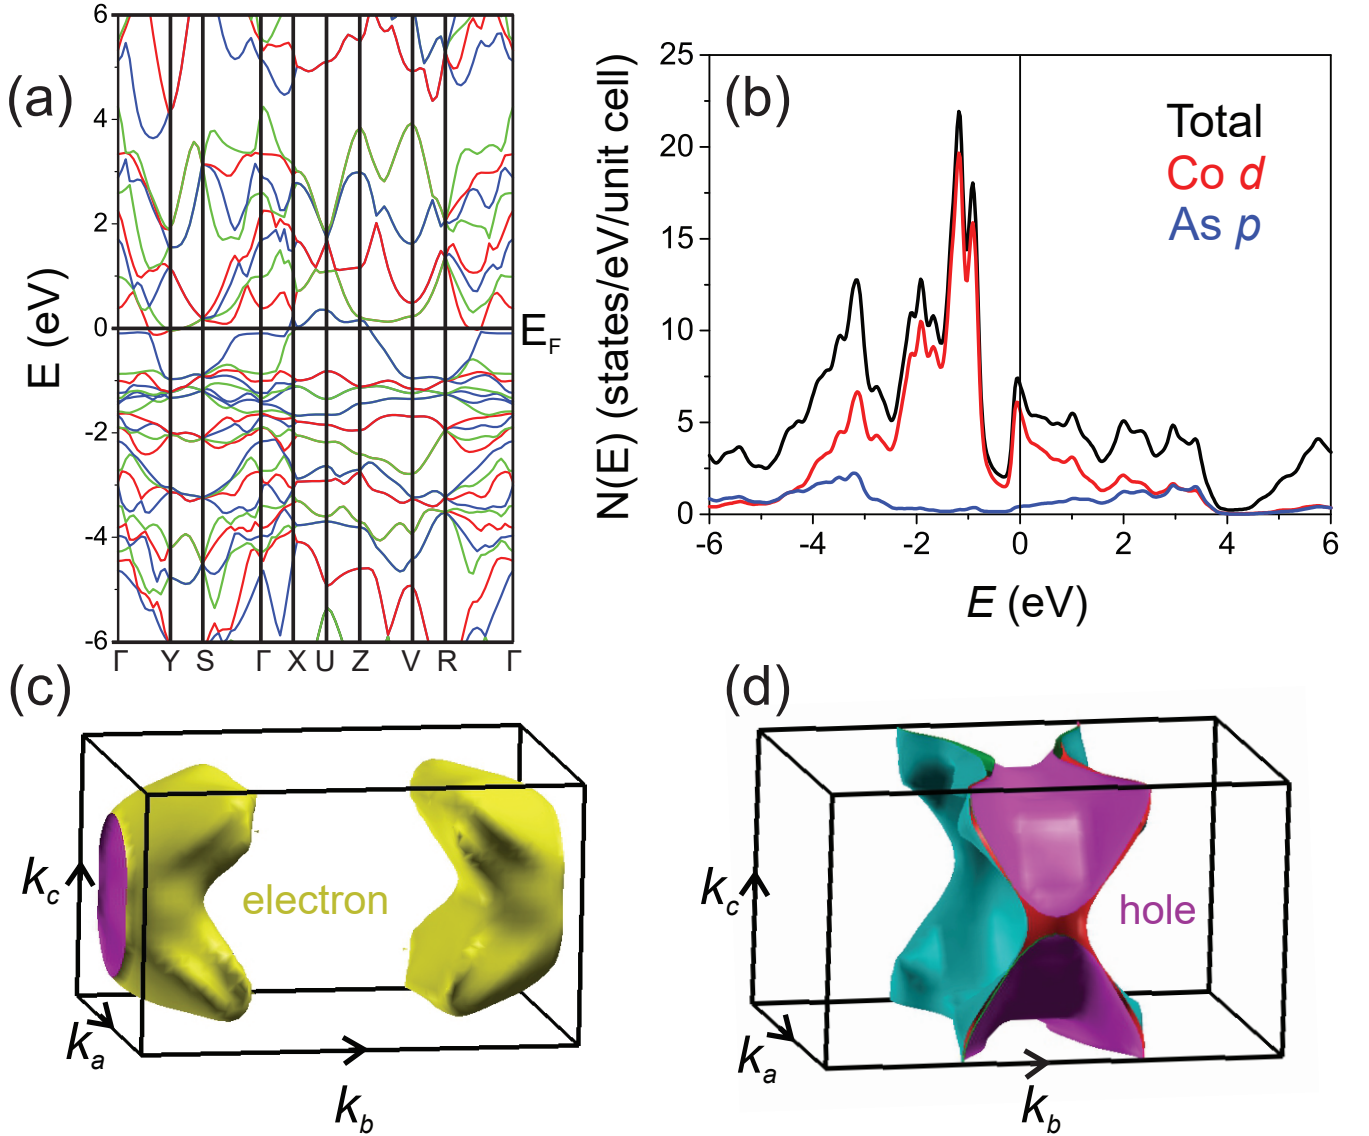 (a)
6
4
2
0
-2
-4
-6
E (eV)
E_F
Γ Y S Γ X U Z V R Γ
(b)
25
20
15
10
5
0
N(E) (states/eV/unit cell)
Total
Co d
As p
-6 -4 -2 0 2 4 6
E (eV)
(c)
electron
k_c
k_a
k_b
(d)
hole
k_c
k_a
k_b